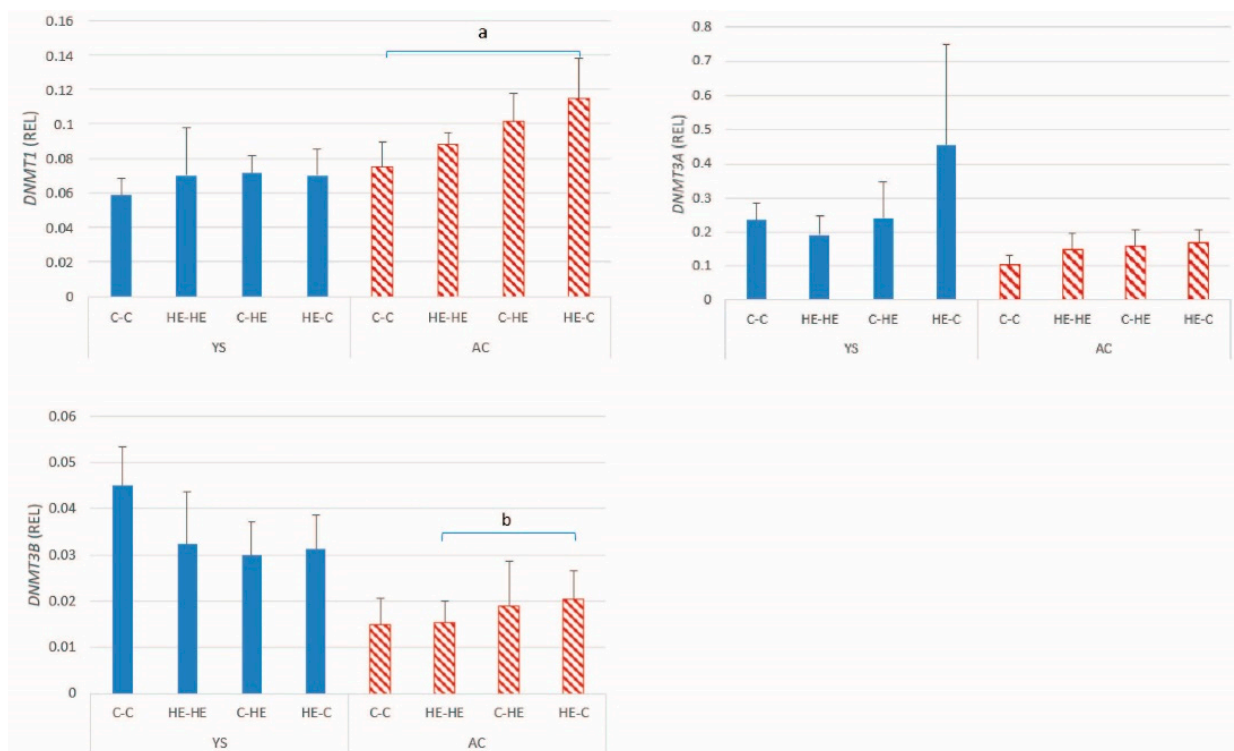 0.16
0.14
0.12
0.1
0.08
0.06
0.04
0.02
0
DNMT1 (REL)
a
C-C HE-HE C-HE HE-C C-C HE-HE C-HE HE-C
YS AC
0.8
0.7
0.6
0.5
0.4
0.3
0.2
0.1
0
DNMT3A (REL)
C-C HE-HE C-HE HE-C C-C HE-HE C-HE HE-C
YS AC
0.06
0.05
0.04
0.03
0.02
0.01
0
DNMT3B (REL)
b
C-C HE-HE C-HE HE-C C-C HE-HE C-HE HE-C
YS AC